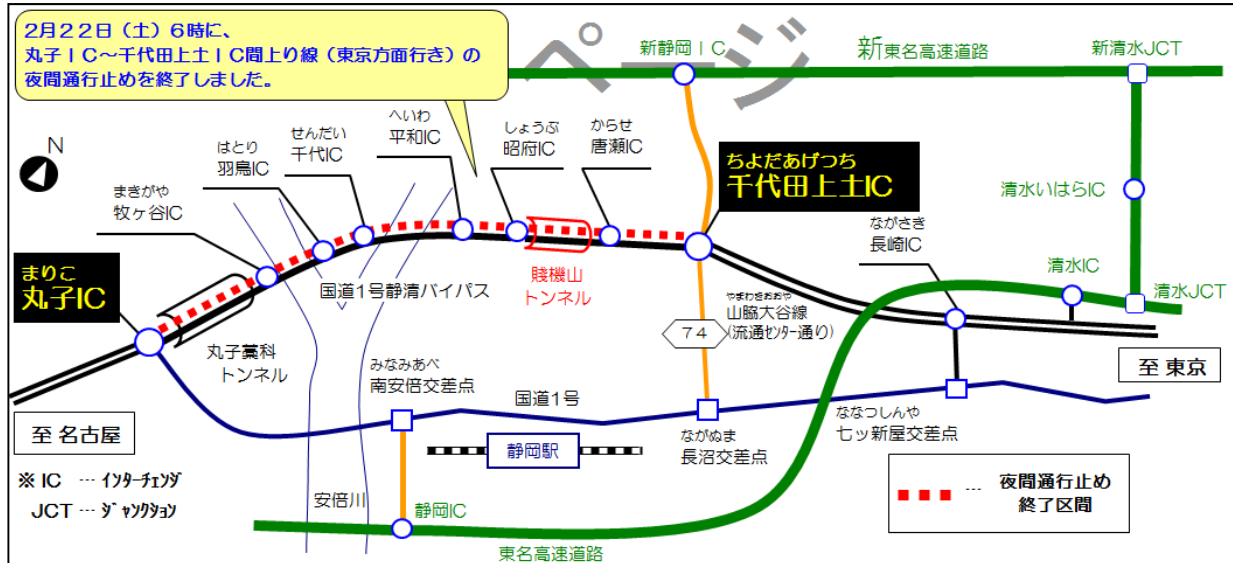 2月22日（土）6時に、
丸子IC～千代田上土IC間上り線（東京方面行き）の
夜間通行止めを終了しました。
ページ
新静岡IC
新東名高速道路
新清水JCT
N
はとり
羽鳥IC
せんだい
千代IC
へいわ
平和IC
しょうぶ
昭府IC
からせ
唐瀬IC
ちよだあげつち
千代田上土IC
まきがや
牧ヶ谷IC
清水いはらIC
ながさき
長崎IC
まりこ
丸子IC
清水IC
清水JCT
国道1号静清バイパス
賤機山
トンネル
やまわきおおや
山脇大谷線
(流通センター通り)
74
丸子藁科
トンネル
みなみあべ
南安倍交差点
国道1号
至 東京
至 名古屋
静岡駅
ながぬま
長沼交差点
ななつしんや
七ッ新屋交差点
※ IC … インターチェンジ
JCT … ジャンクション
安倍川
静岡IC
東名高速道路
… 夜間通行止め
終了区間